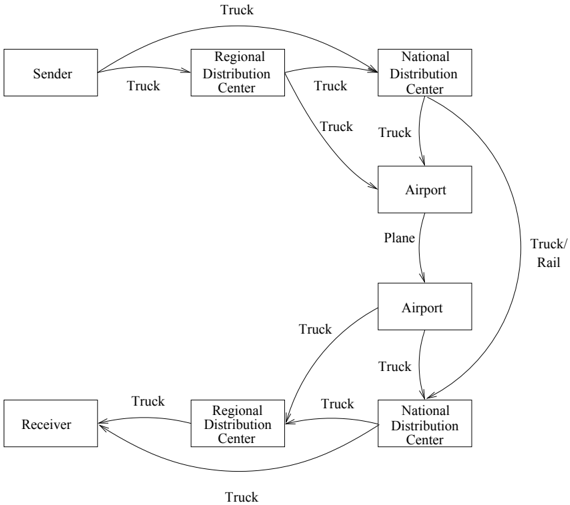 Truck
Sender
Truck
Regional
Distribution
Center
Truck
National
Distribution
Center
Truck
Truck
Airport
Plane
Truck/
Rail
Airport
Truck
Truck
Receiver
Truck
Regional
Distribution
Center
Truck
National
Distribution
Center
Truck